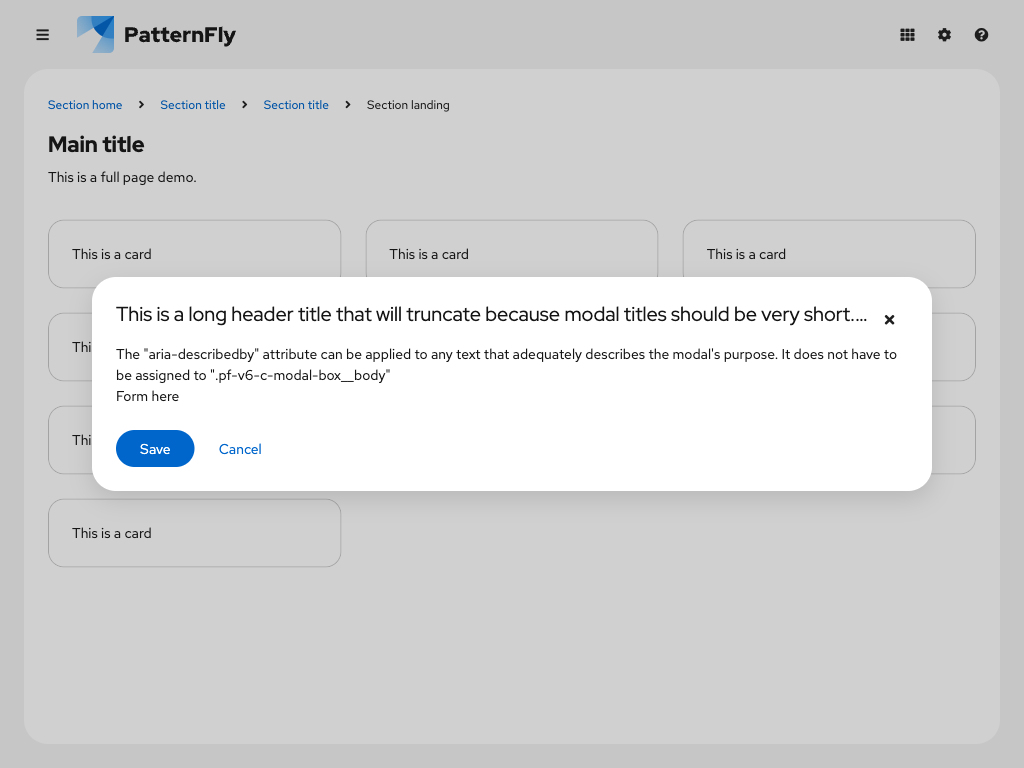 PatternFly
Section home Section title Section title Section landing
Main title
This is a full page demo.
This is a card This is a card This is a card
This is a long header title that will truncate because modal titles should be very short....
The "aria-describedby" attribute can be applied to any text that adequately describes the modal's purpose. It does not have to
be assigned to ".pf-v6-c-modal-box__body"
Form here
Save Cancel
This is a card